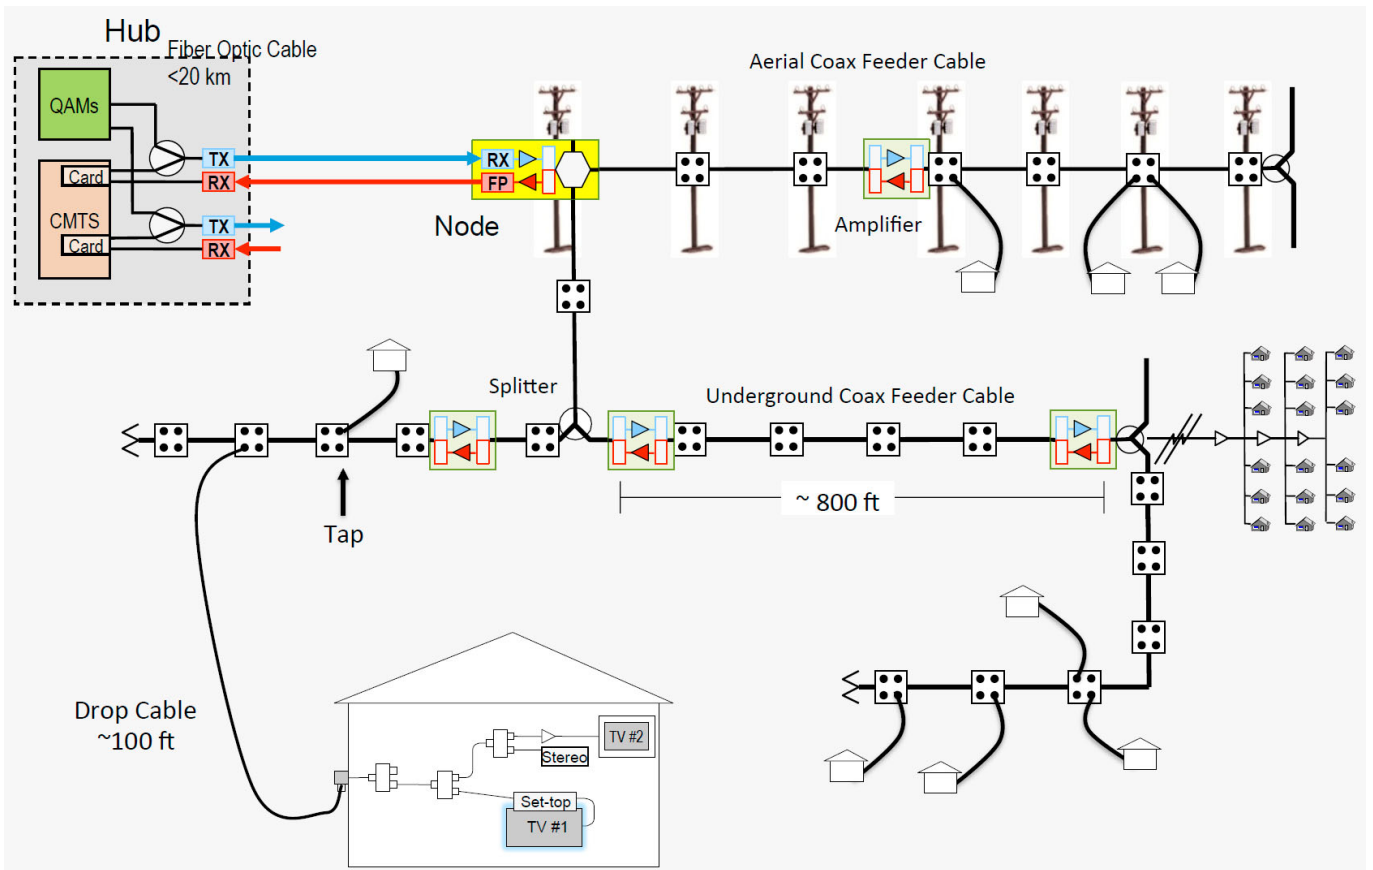 Hub
Fiber Optic Cable
<20 km
Aerial Coax Feeder Cable
QAMs
TX
RX
Card
RX
FP
CMTS
TX
Card
RX
Node
Amplifier
Splitter
Underground Coax Feeder Cable
~ 800 ft
Tap
Drop Cable
~100 ft
TV #2
Stereo
Set-top
TV #1